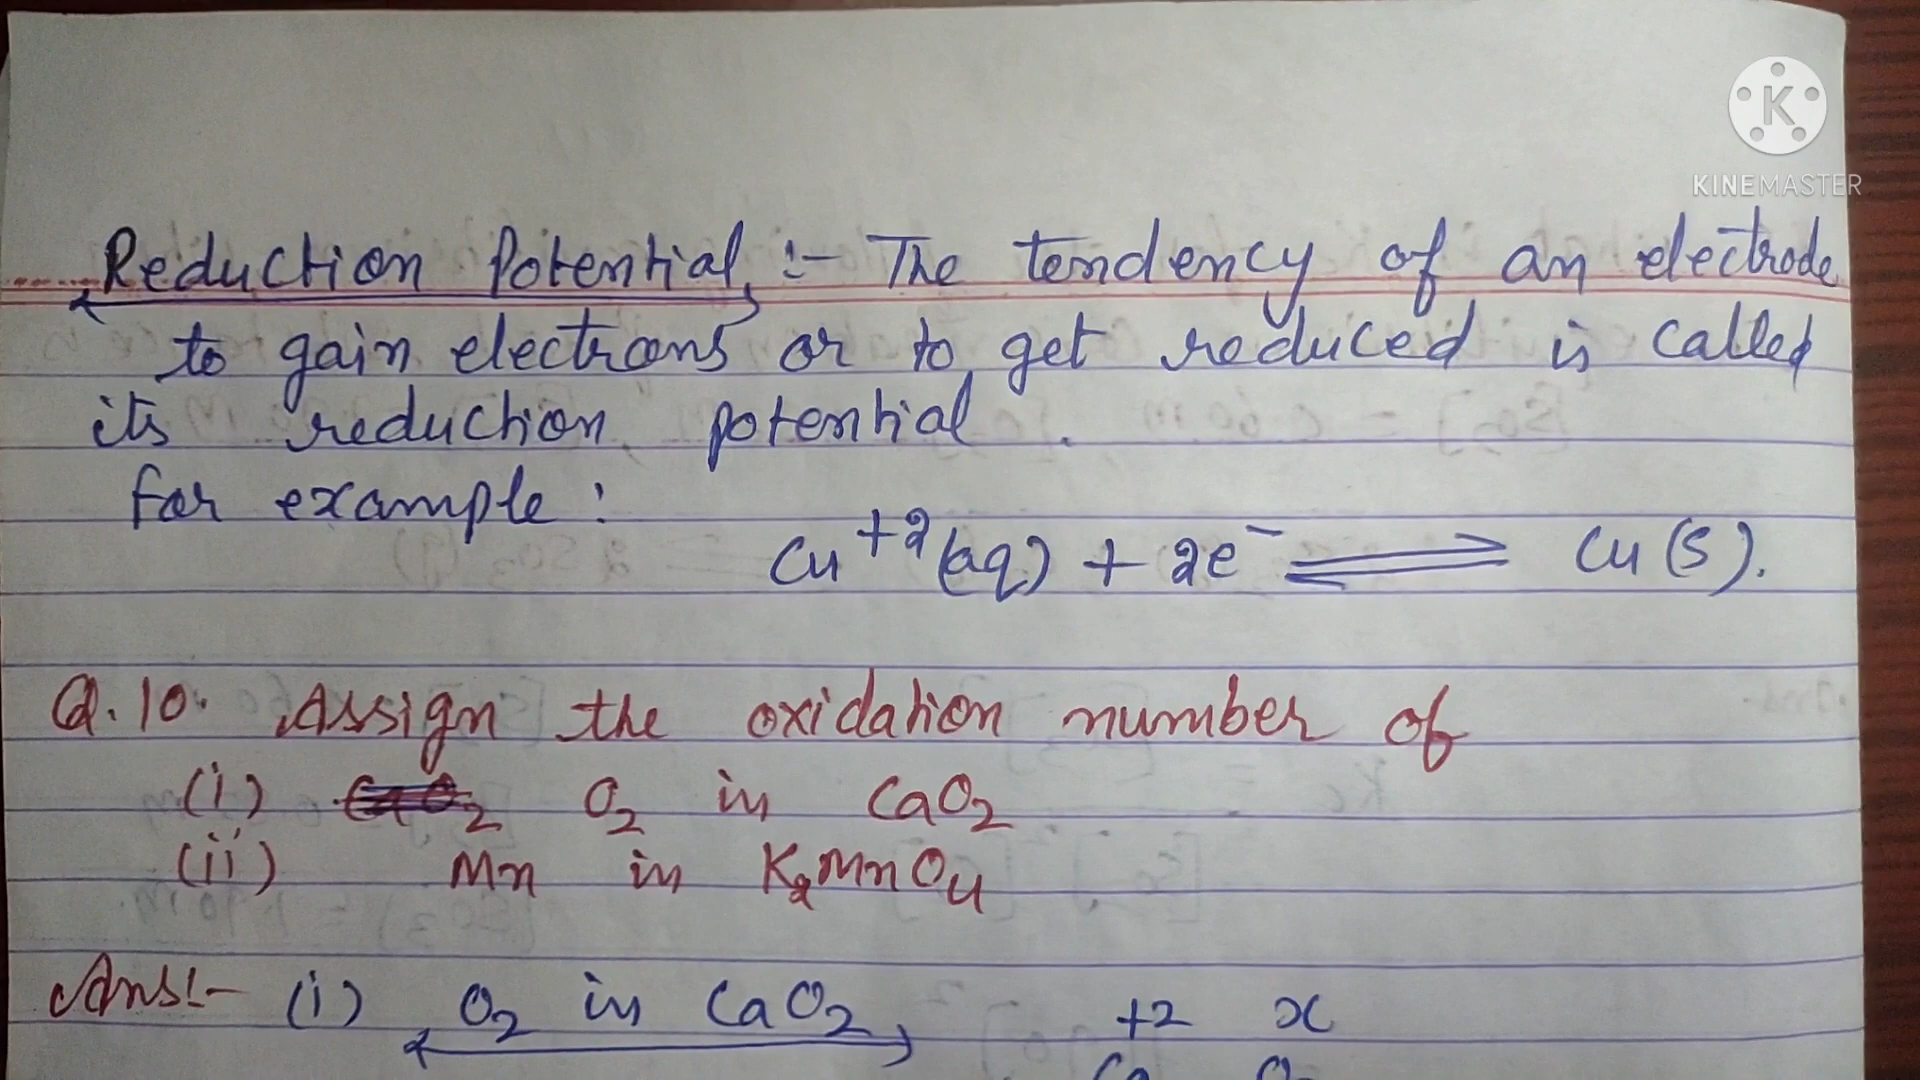 K
KINEMASTER
Reduction Potential :- The tendency of an electrode
to gain electrons or to get reduced is called
its reduction potential .
For example :
Cu⁺²(aq) + 2e⁻ ⇌ Cu(s).
Q.10. Assign the oxidation number of
(i) C̶a̶O̶₂ O₂ in CaO₂
(ii) Mn in K₂MnO₄
Ans:- (i) O₂ in CaO₂ +2 x